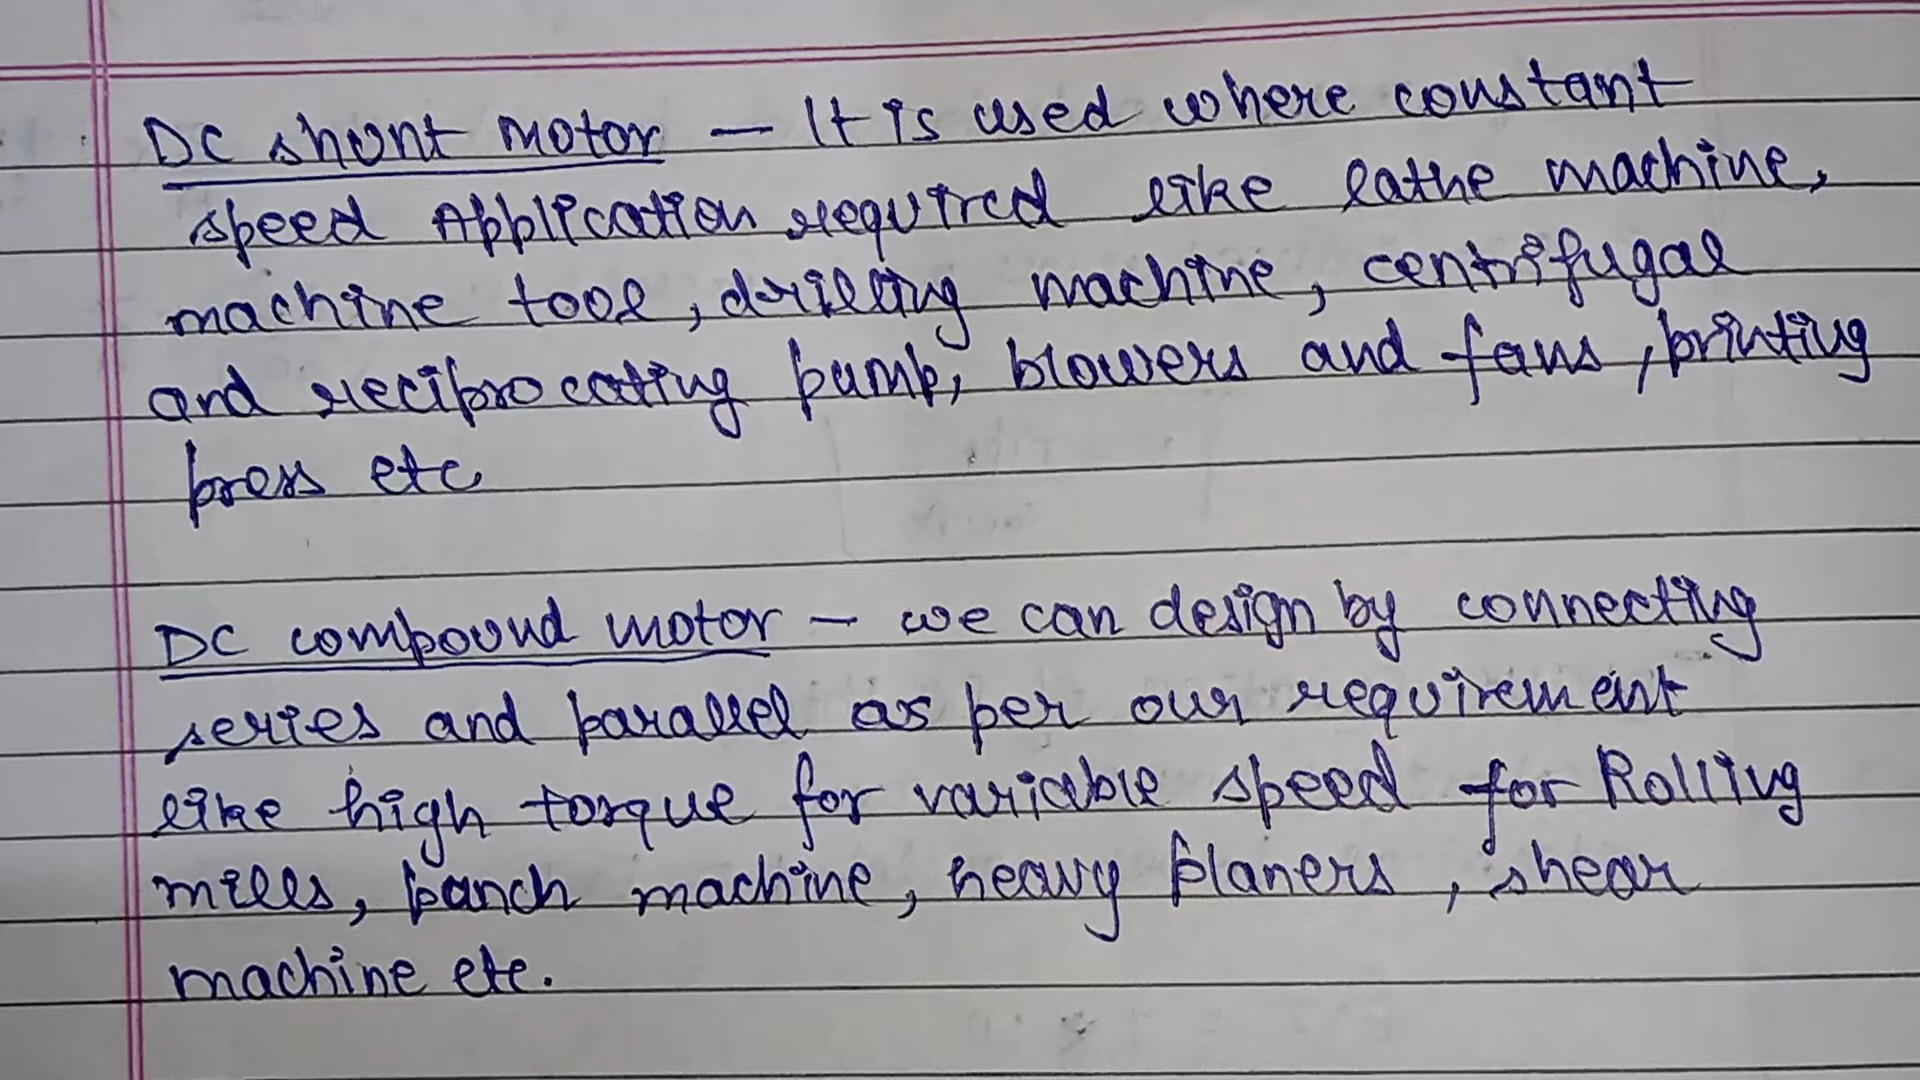 DC shunt motor — It is used where constant
speed Application required like lathe machine,
machine tool, drilling machine, centrifugal
and reciprocating pump, blowers and fans, printing
press etc
DC compound motor — we can design by connecting
series and parallel as per our requirement
like high torque for variable speed for Rolling
mills, panch machine, heavy planers, shear
machine etc.